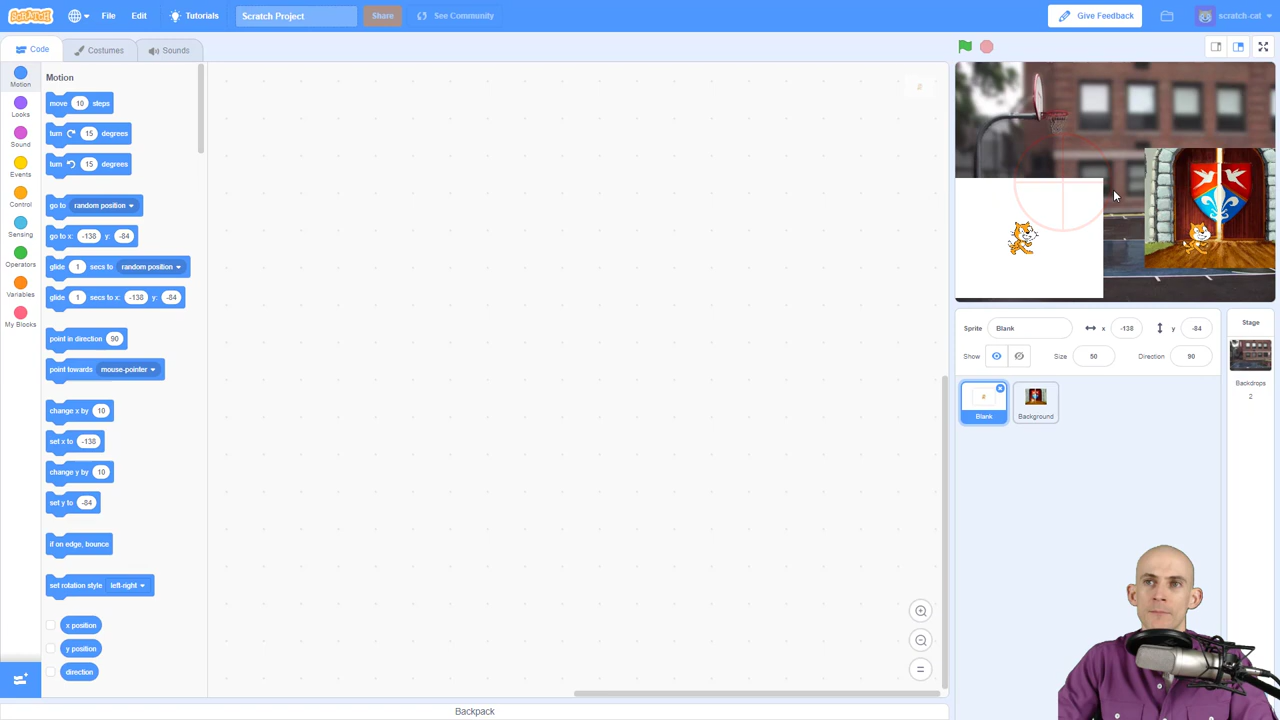 SCRATCH
File
Edit
Tutorials
Scratch Project
Share
See Community
Give Feedback
scratch-cat
Code
Costumes
Sounds
Motion
Looks
Sound
Events
Control
Sensing
Operators
Variables
My Blocks
Motion
move 10 steps
turn 15 degrees
turn 15 degrees
go to random position
go to x: -138 y: -84
glide 1 secs to random position
glide 1 secs to x: -138 y: -84
point in direction 90
point towards mouse-pointer
change x by 10
set x to -138
change y by 10
set y to -84
if on edge, bounce
set rotation style left-right
x position
y position
direction
Backpack
Sprite Blank x -138 y -84
Show Size 50 Direction 90
Blank
Background
Stage
Backdrops
2